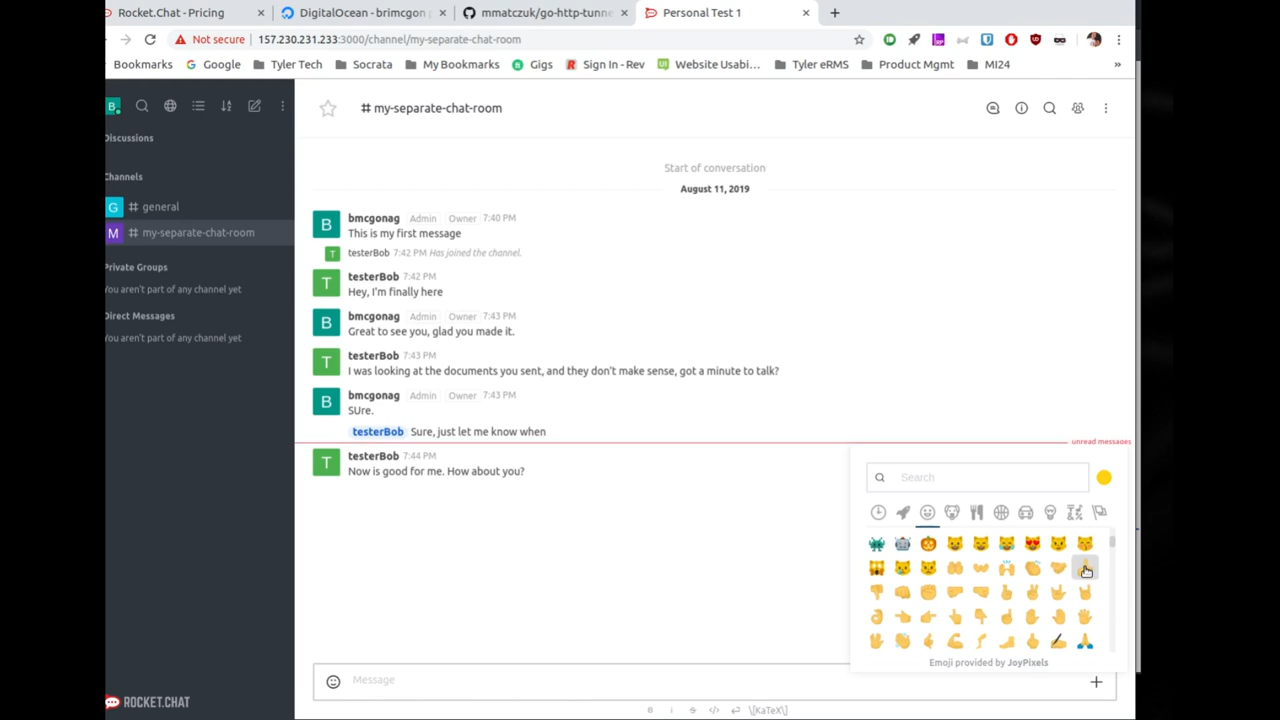 Rocket.Chat - Pricing
DigitalOcean - brimcgon
mmatczuk/go-http-tunne
Personal Test 1
Not secure 157.230.231.233:3000/channel/my-separate-chat-room
Bookmarks Google Tyler Tech Socrata My Bookmarks Gigs Sign In - Rev Website Usabi... Tyler eRMS Product Mgmt MI24 »
B
# my-separate-chat-room
Discussions
Channels
G # general
M # my-separate-chat-room
Private Groups
You aren't part of any channel yet
Direct Messages
You aren't part of any channel yet
Start of conversation
August 11, 2019
B bmcgonag Admin Owner 7:40 PM
This is my first message
T testerBob 7:42 PM Has joined the channel.
T testerBob 7:42 PM
Hey, I'm finally here
B bmcgonag Admin Owner 7:43 PM
Great to see you, glad you made it.
T testerBob 7:43 PM
I was looking at the documents you sent, and they don't make sense, got a minute to talk?
B bmcgonag Admin Owner 7:43 PM
SUre.
testerBob Sure, just let me know when
unread messages
T testerBob 7:44 PM
Now is good for me. How about you?
Search
Emoji provided by JoyPixels
Message
B i S </> \[KaTeX\]
ROCKET.CHAT